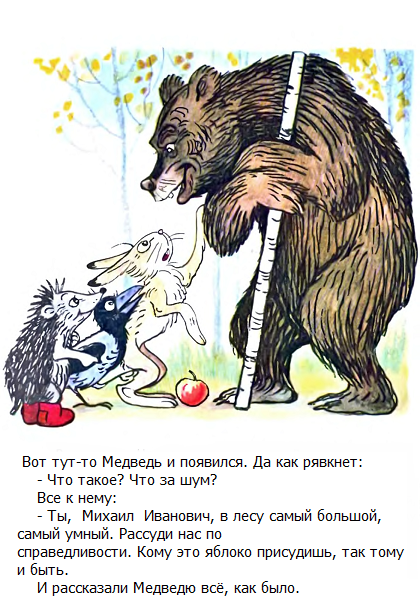 Вот тут-то Медведь и появился. Да как рявкнет:
- Что такое? Что за шум?
Все к нему:
- Ты, Михаил Иванович, в лесу самый большой,
самый умный. Рассуди нас по
справедливости. Кому это яблоко присудишь, так тому
и быть.
И рассказали Медведю всё, как было.